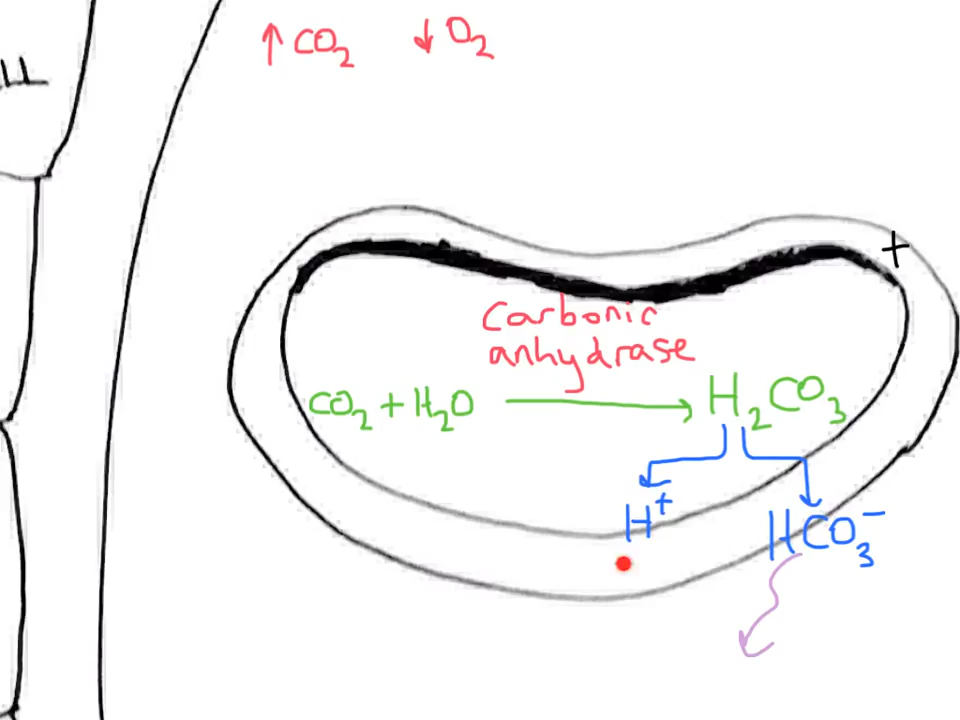 ↑ CO₂ ↓ O₂
+
Carbonic
anhydrase
CO₂ + H₂O → H₂CO₃
H⁺ HCO₃⁻